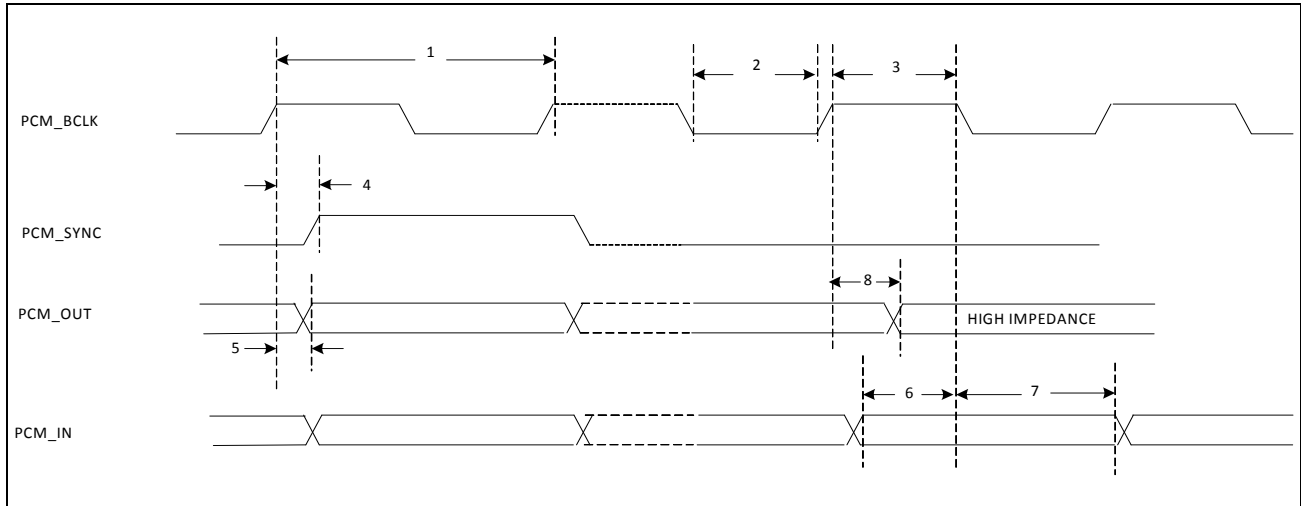 1
2
3
PCM_BCLK
4
PCM_SYNC
8
PCM_OUT
HIGH IMPEDANCE
5
6
7
PCM_IN